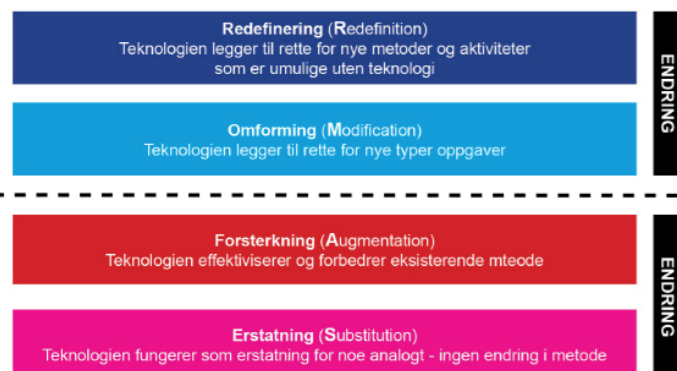 Redefinering (Redefinition)
Teknologien legger til rette for nye metoder og aktiviteter
som er umulige uten teknologi
ENDRING
Omforming (Modification)
Teknologien legger til rette for nye typer oppgaver
Forsterkning (Augmentation)
Teknologien effektiviserer og forbedrer eksisterende mteode
ENDRING
Erstatning (Substitution)
Teknologien fungerer som erstatning for noe analogt - ingen endring i metode